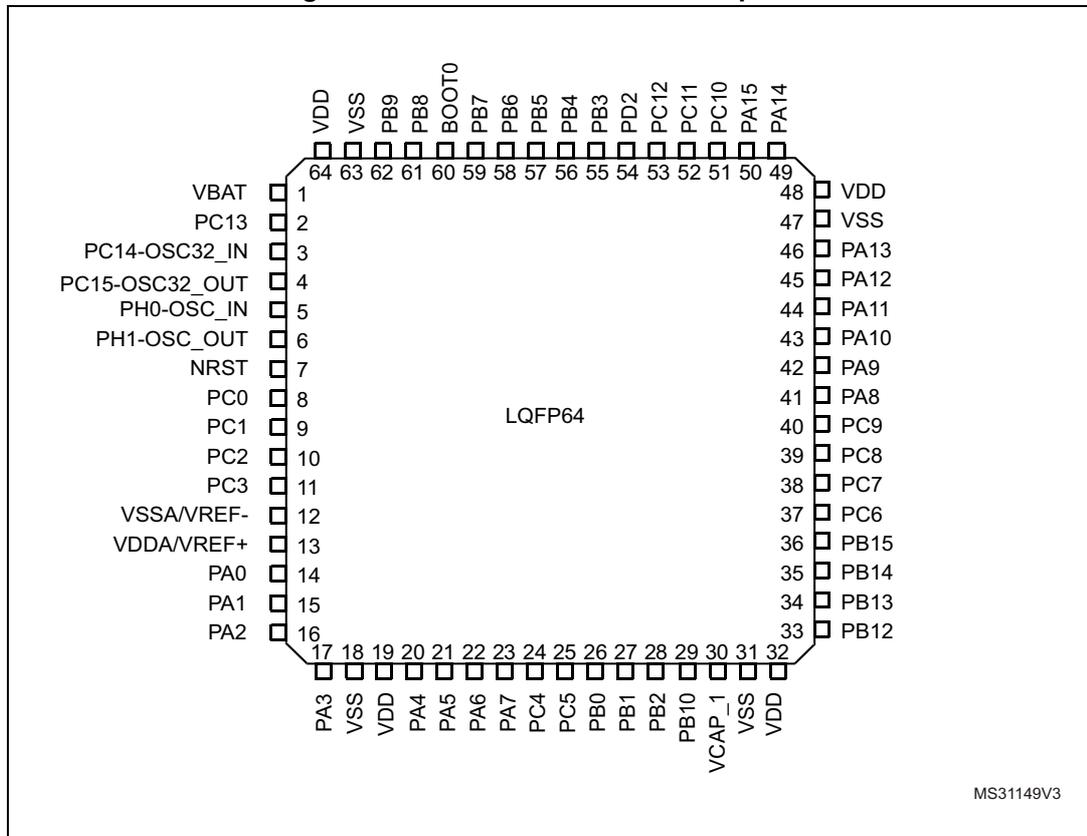 VDD
VSS
PB9
PB8
BOOT0
PB7
PB6
PB5
PB4
PB3
PD2
PC12
PC11
PC10
PA15
PA14
64 63 62 61 60 59 58 57 56 55 54 53 52 51 50 49
VBAT 1
PC13 2
PC14-OSC32_IN 3
PC15-OSC32_OUT 4
PH0-OSC_IN 5
PH1-OSC_OUT 6
NRST 7
PC0 8
PC1 9
PC2 10
PC3 11
VSSA/VREF- 12
VDDA/VREF+ 13
PA0 14
PA1 15
PA2 16
LQFP64
48 VDD
47 VSS
46 PA13
45 PA12
44 PA11
43 PA10
42 PA9
41 PA8
40 PC9
39 PC8
38 PC7
37 PC6
36 PB15
35 PB14
34 PB13
33 PB12
17 18 19 20 21 22 23 24 25 26 27 28 29 30 31 32
PA3
VSS
VDD
PA4
PA5
PA6
PA7
PC4
PC5
PB0
PB1
PB2
PB10
VCAP_1
VSS
VDD
MS31149V3